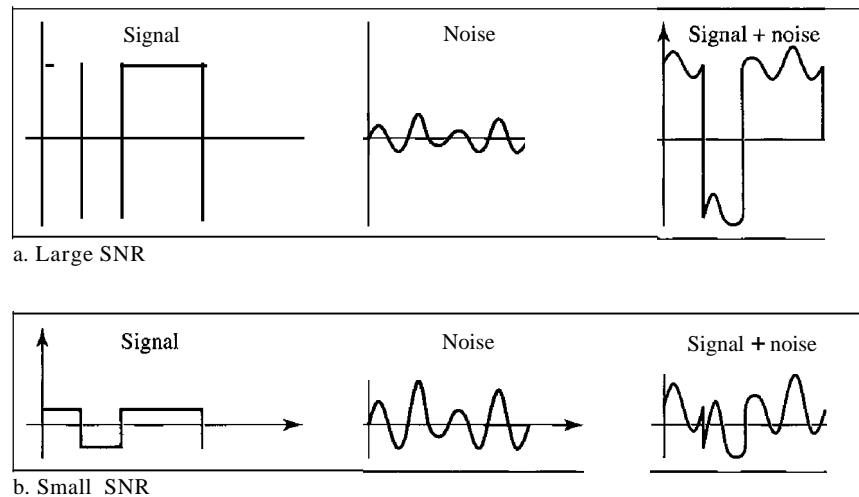 Signal
Noise
Signal + noise
a. Large SNR
Signal
Noise
Signal + noise
b. Small SNR